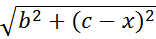 √(b² + (c − x)²)